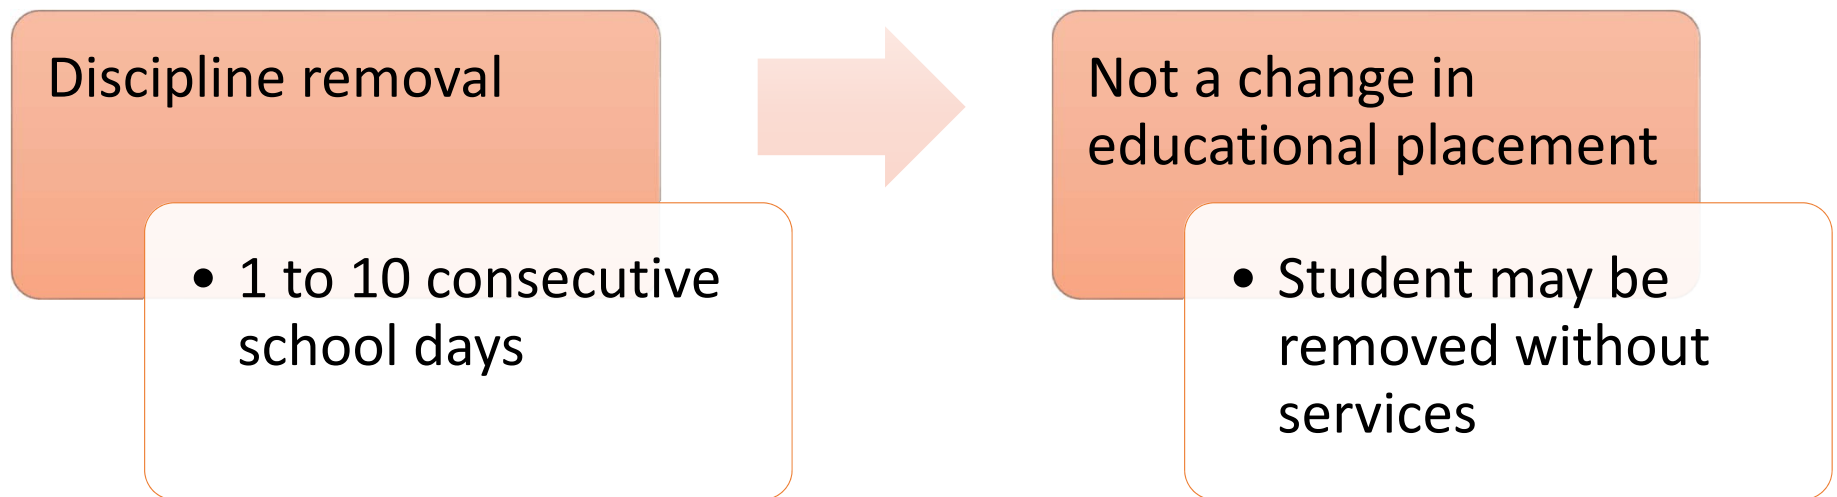 Discipline removal
• 1 to 10 consecutive
school days
Not a change in
educational placement
• Student may be
removed without
services